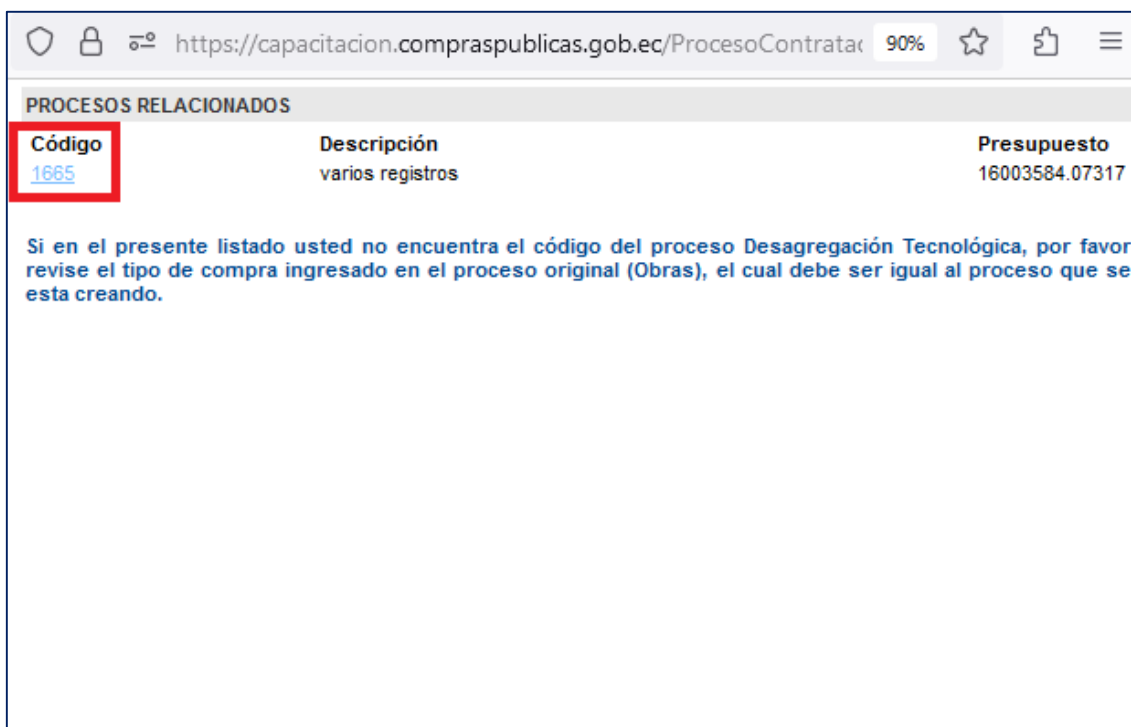 https://capacitacion.compraspublicas.gob.ec/ProcesoContratac 90%
PROCESOS RELACIONADOS
Código Descripción Presupuesto
1665 varios registros 16003584.07317
Si en el presente listado usted no encuentra el código del proceso Desagregación Tecnológica, por favor
revise el tipo de compra ingresado en el proceso original (Obras), el cual debe ser igual al proceso que se
esta creando.